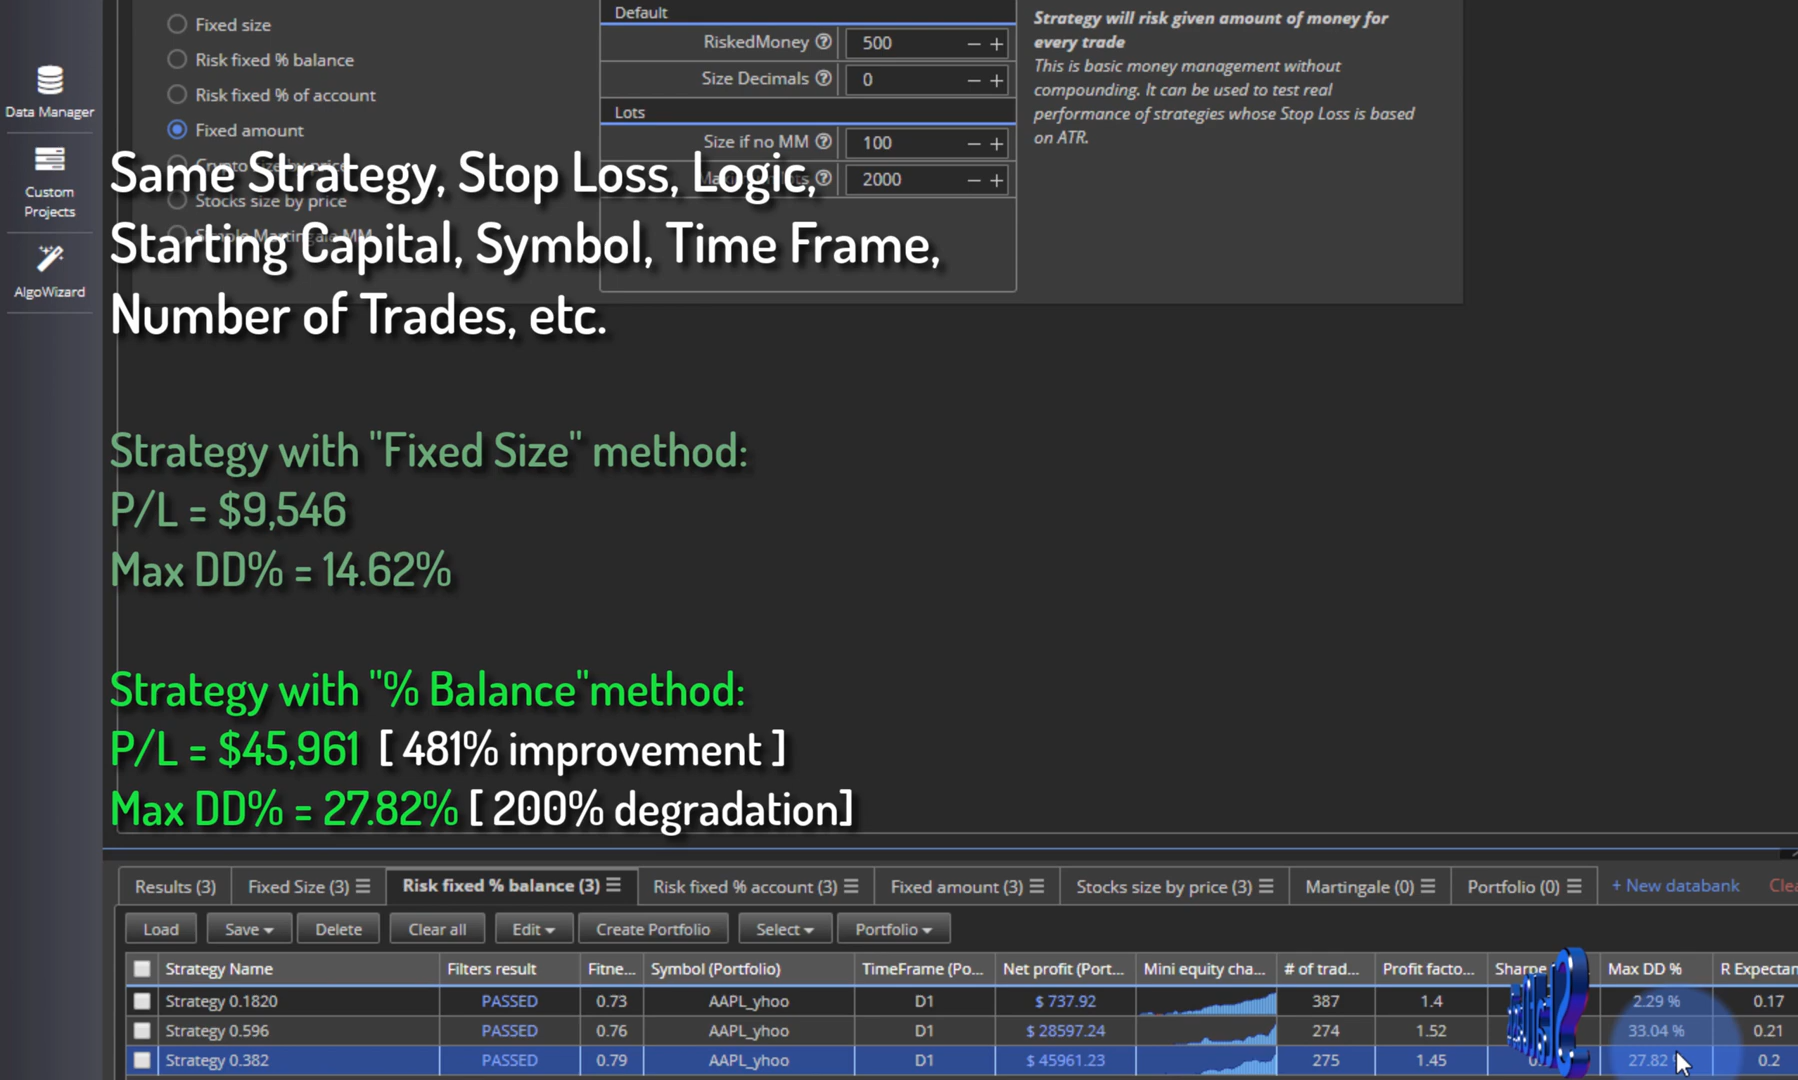 Fixed size
Risk fixed % balance
Risk fixed % of account
Fixed amount
Stocks size by price
Default
RiskedMoney 500
Size Decimals 0
Lots
Size if no MM 100
2000
Strategy will risk given amount of money for
every trade
This is basic money management without
compounding. It can be used to test real
performance of strategies whose Stop Loss is based
on ATR.
Data Manager
Custom
Projects
AlgoWizard
Same Strategy, Stop Loss, Logic,
Starting Capital, Symbol, Time Frame,
Number of Trades, etc.
Strategy with "Fixed Size" method:
P/L = $9,546
Max DD% = 14.62%
Strategy with "% Balance"method:
P/L = $45,961 [ 481% improvement ]
Max DD% = 27.82% [ 200% degradation]
Results (3) Fixed Size (3) Risk fixed % balance (3) Risk fixed % account (3) Fixed amount (3) Stocks size by price (3) Martingale (0) Portfolio (0) + New databank
Load Save Delete Clear all Edit Create Portfolio Select Portfolio
Strategy Name Filters result Fitne... Symbol (Portfolio) TimeFrame (Po... Net profit (Port... Mini equity cha... # of trad... Profit facto... Max DD % R Expectan
Strategy 0.1820 PASSED 0.73 AAPL_yhoo D1 $ 737.92 387 1.4 2.29 % 0.17
Strategy 0.596 PASSED 0.76 AAPL_yhoo D1 $ 28597.24 274 1.52 33.04 % 0.21
Strategy 0.382 PASSED 0.79 AAPL_yhoo D1 $ 45961.23 275 1.45 27.82 0.2